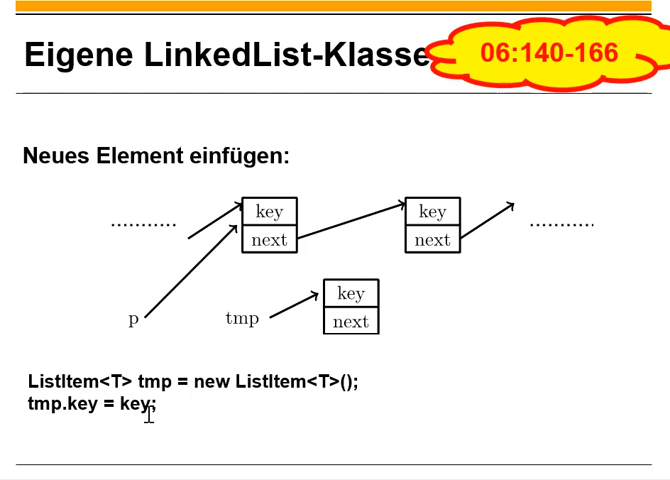 Eigene LinkedList-Klasse
06:140-166
Neues Element einfügen:
........... key key ...........
next next
key
p tmp
next
ListItem<T> tmp = new ListItem<T>();
tmp.key = key;